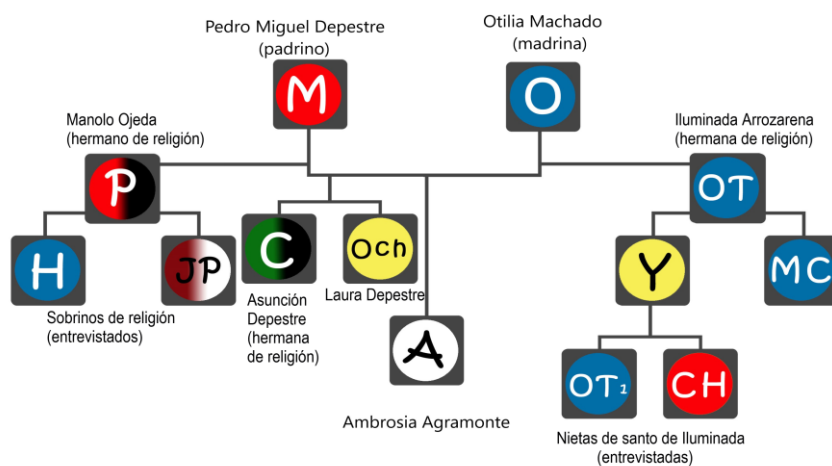 Pedro Miguel Depestre
(padrino)
M
Otilia Machado
(madrina)
O
Manolo Ojeda
(hermano de religión)
P
Iluminada Arrozarena
(hermana de religión)
OT
H
JP
Sobrinos de religión
(entrevistados)
C
Asunción
Depestre
(hermana
de religión)
Och
Laura Depestre
Y
MC
A
Ambrosia Agramonte
OT1
CH
Nietas de santo de Iluminada
(entrevistadas)